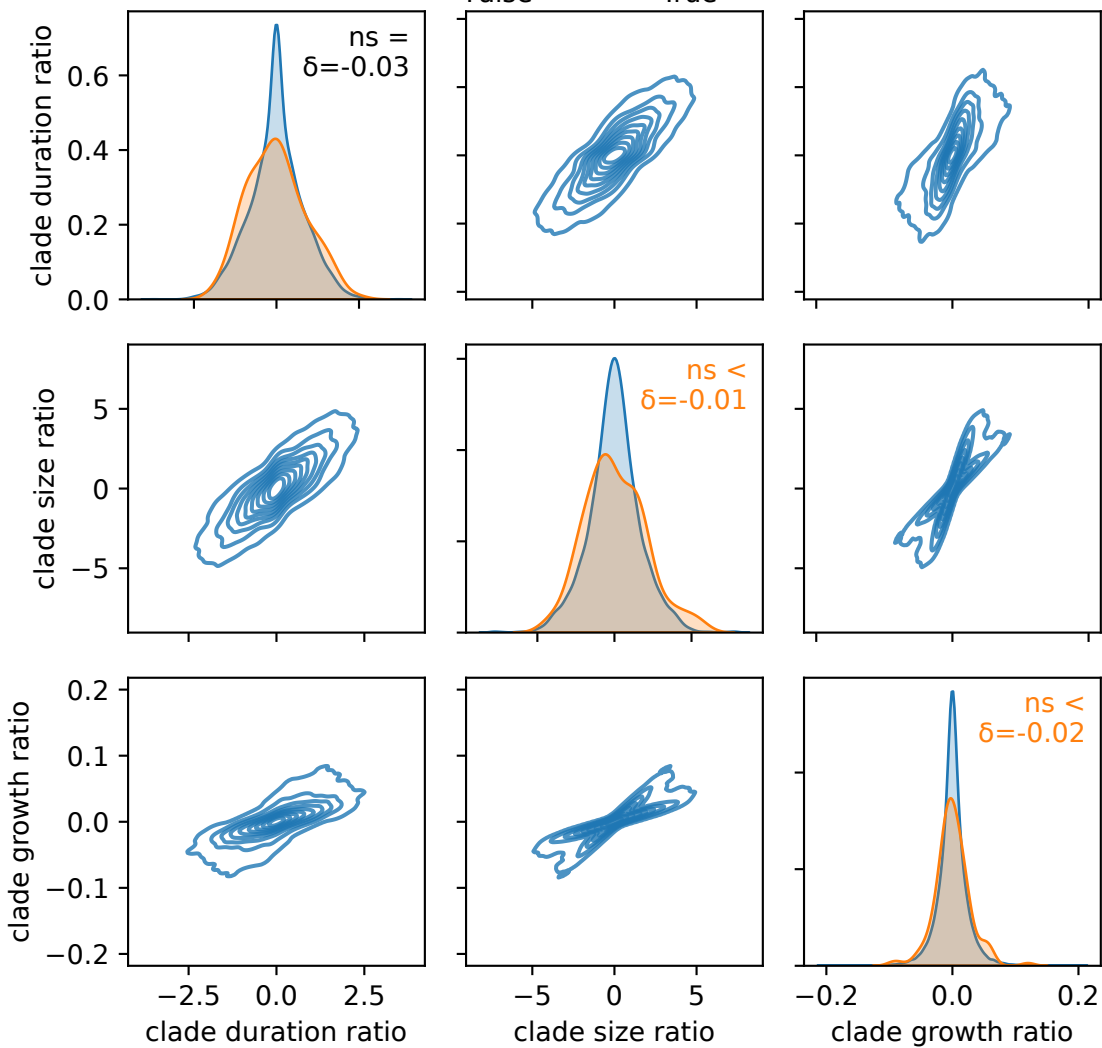 ns =
δ=-0.03
clade duration ratio
0.6
0.4
0.2
0.0
ns <
δ=-0.01
clade size ratio
5
0
−5
ns <
δ=-0.02
clade growth ratio
0.2
0.1
0.0
−0.1
−0.2
−2.5 0.0 2.5
−5 0 5
−0.2 0.0 0.2
clade duration ratio
clade size ratio
clade growth ratio